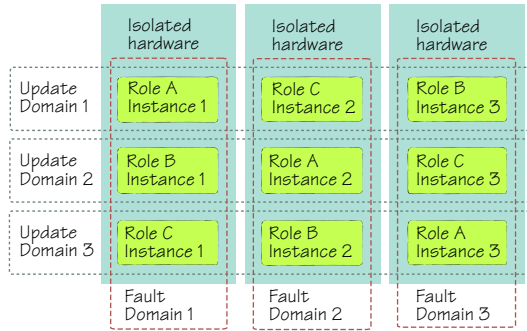 Isolated
hardware
Isolated
hardware
Isolated
hardware
Update
Domain 1
Role A
Instance 1
Role C
Instance 2
Role B
Instance 3
Update
Domain 2
Role B
Instance 1
Role A
Instance 2
Role C
Instance 3
Update
Domain 3
Role C
Instance 1
Role B
Instance 2
Role A
Instance 3
Fault
Domain 1
Fault
Domain 2
Fault
Domain 3